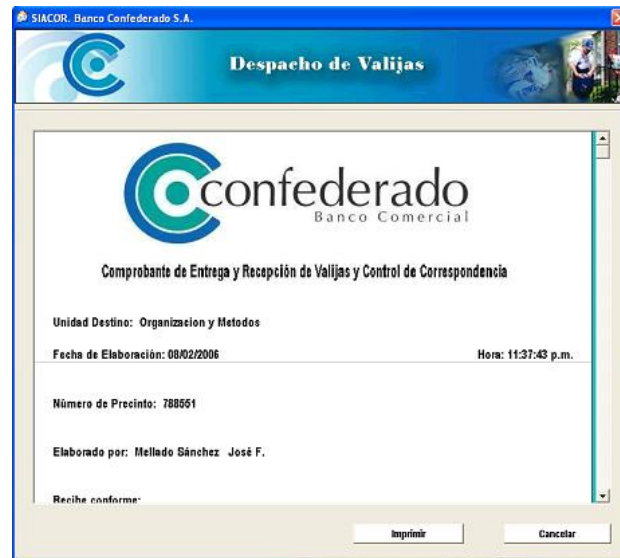 SIACOR. Banco Confederado S.A.
Despacho de Valijas
confederado
Banco Comercial
Comprobante de Entrega y Recepción de Valijas y Control de Correspondencia
Unidad Destino: Organizacion y Metodos
Fecha de Elaboración: 08/02/2006 Hora: 11:37:43 p.m.
Número de Precinto: 788551
Elaborado por: Mellado Sánchez José F.
Recibe conforme:
Imprimir Cancelar